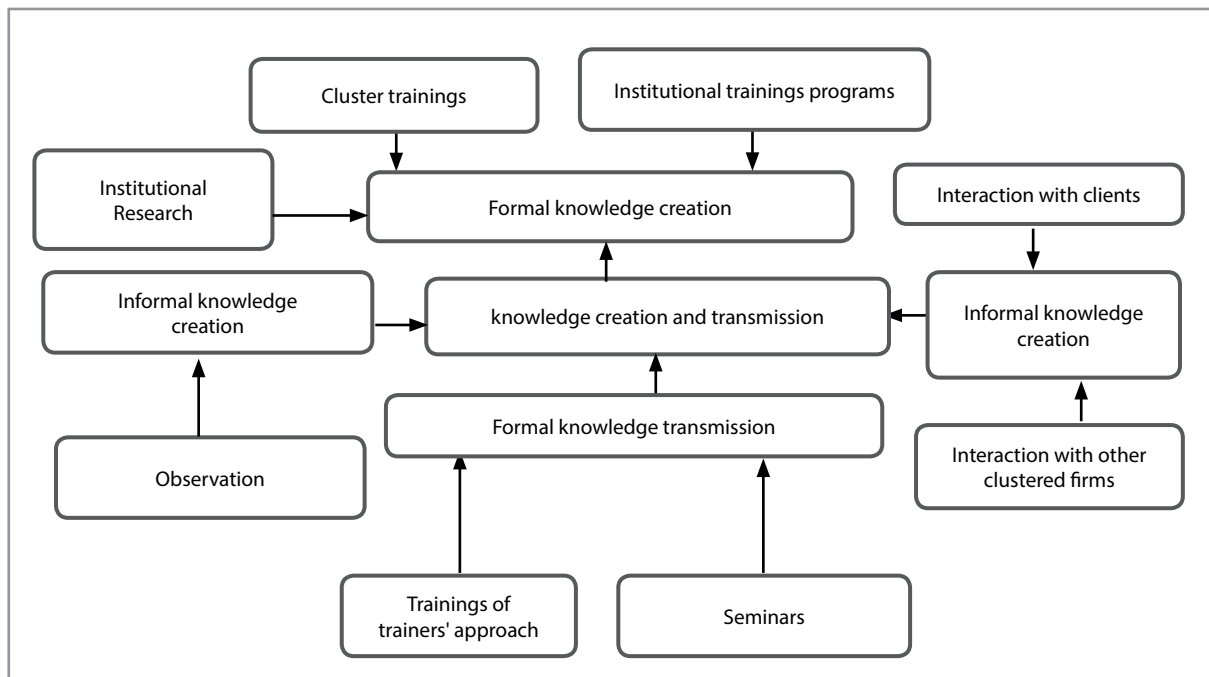 Cluster trainings
Institutional trainings programs
Institutional
Research
Formal knowledge creation
Interaction with clients
Informal knowledge
creation
knowledge creation and transmission
Informal knowledge
creation
Formal knowledge transmission
Observation
Interaction with other
clustered firms
Trainings of
trainers' approach
Seminars